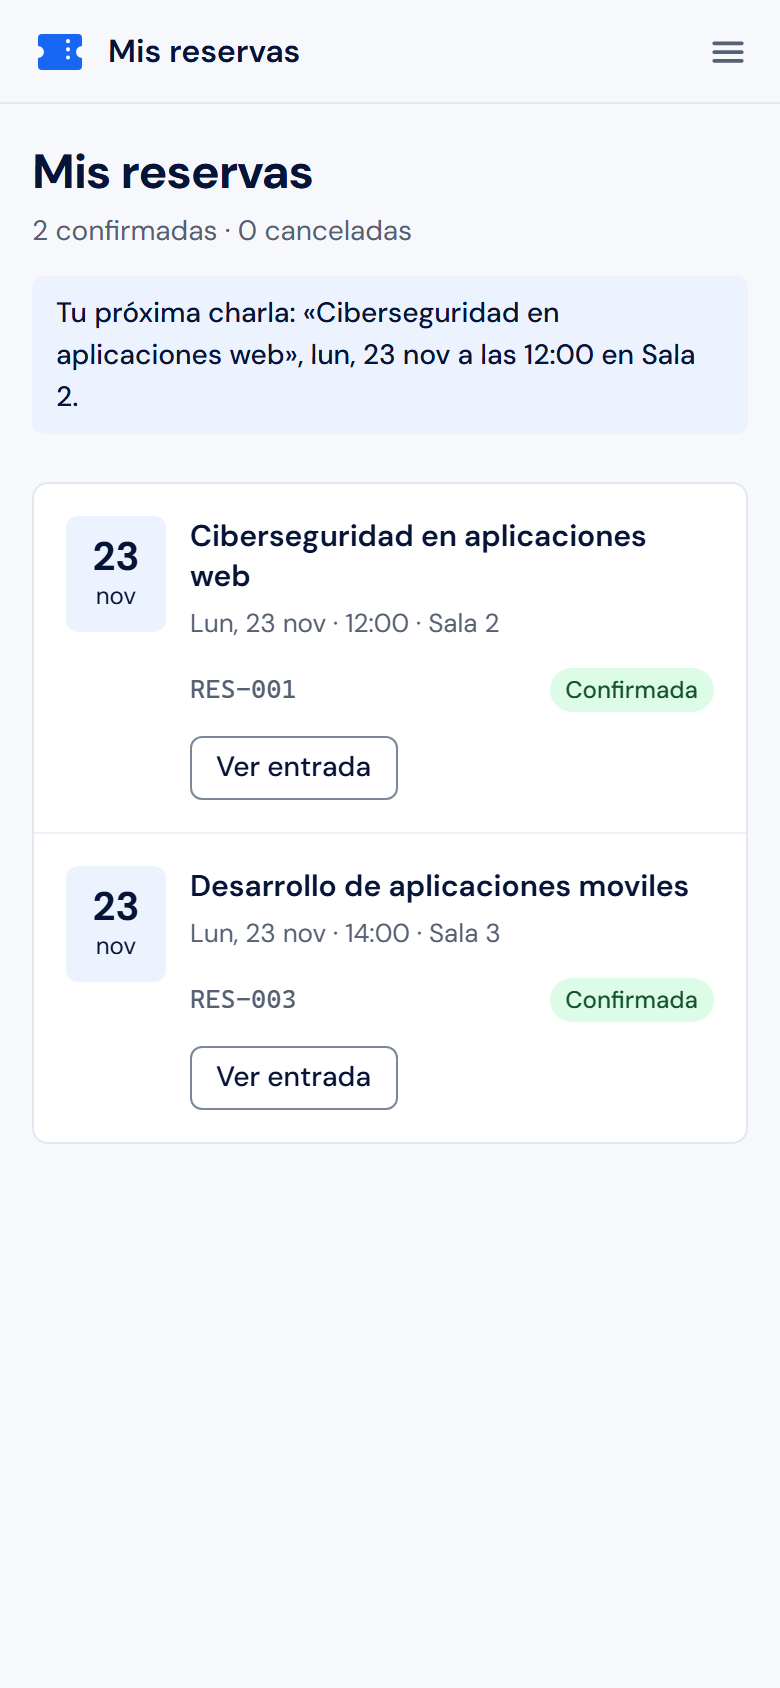 Mis reservas
Mis reservas
2 confirmadas · 0 canceladas
Tu próxima charla: «Ciberseguridad en
aplicaciones web», lun, 23 nov a las 12:00 en Sala
2.
23
nov
Ciberseguridad en aplicaciones
web
Lun, 23 nov · 12:00 · Sala 2
RES-001
Confirmada
Ver entrada
23
nov
Desarrollo de aplicaciones moviles
Lun, 23 nov · 14:00 · Sala 3
RES-003
Confirmada
Ver entrada